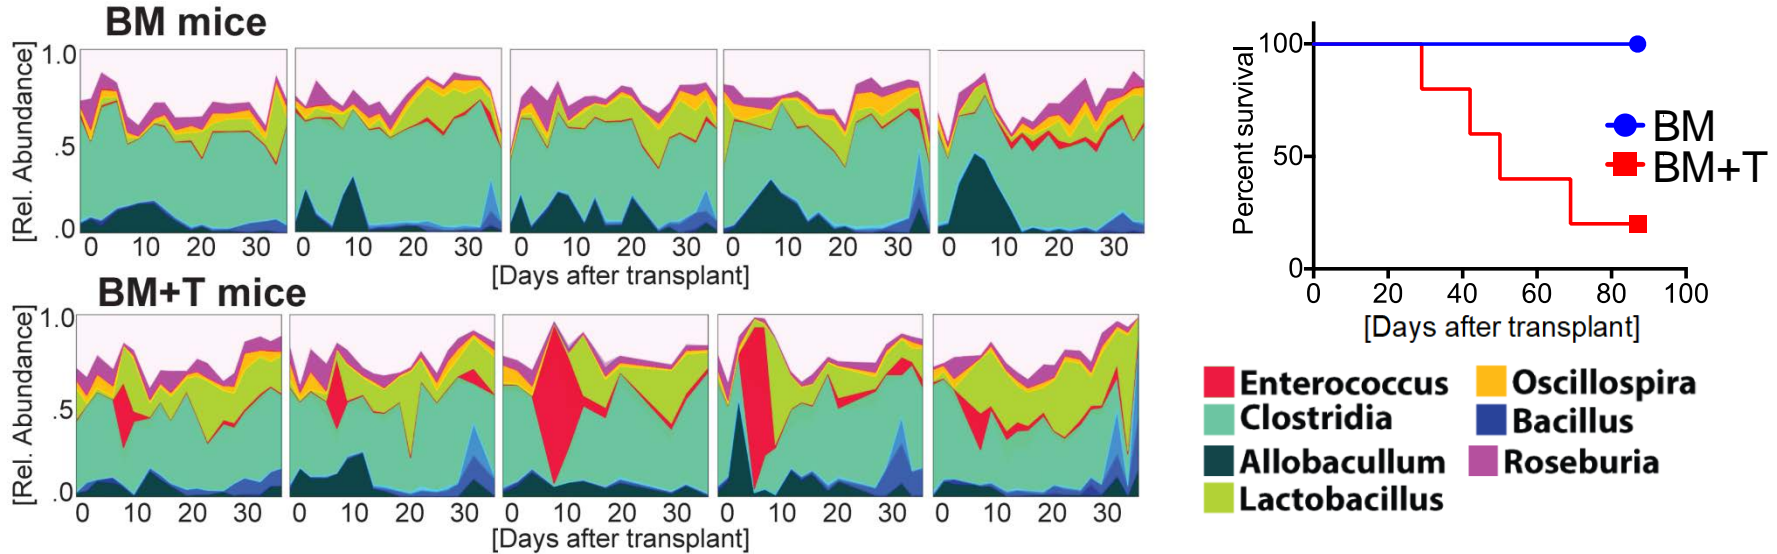 BM mice
[Rel. Abundance]
1.0
.5
.0
0 10 20 30 0 10 20 30 0 10 20 30 0 10 20 30 0 10 20 30
[Days after transplant]
BM+T mice
[Rel. Abundance]
1.0
.5
.0
0 10 20 30 0 10 20 30 0 10 20 30 0 10 20 30 0 10 20 30
[Days after transplant]
Percent survival
100
50
0
0 20 40 60 80 100
[Days after transplant]
BM
BM+T
Enterococcus
Clostridia
Allobacullum
Lactobacillus
Oscillospira
Bacillus
Roseburia